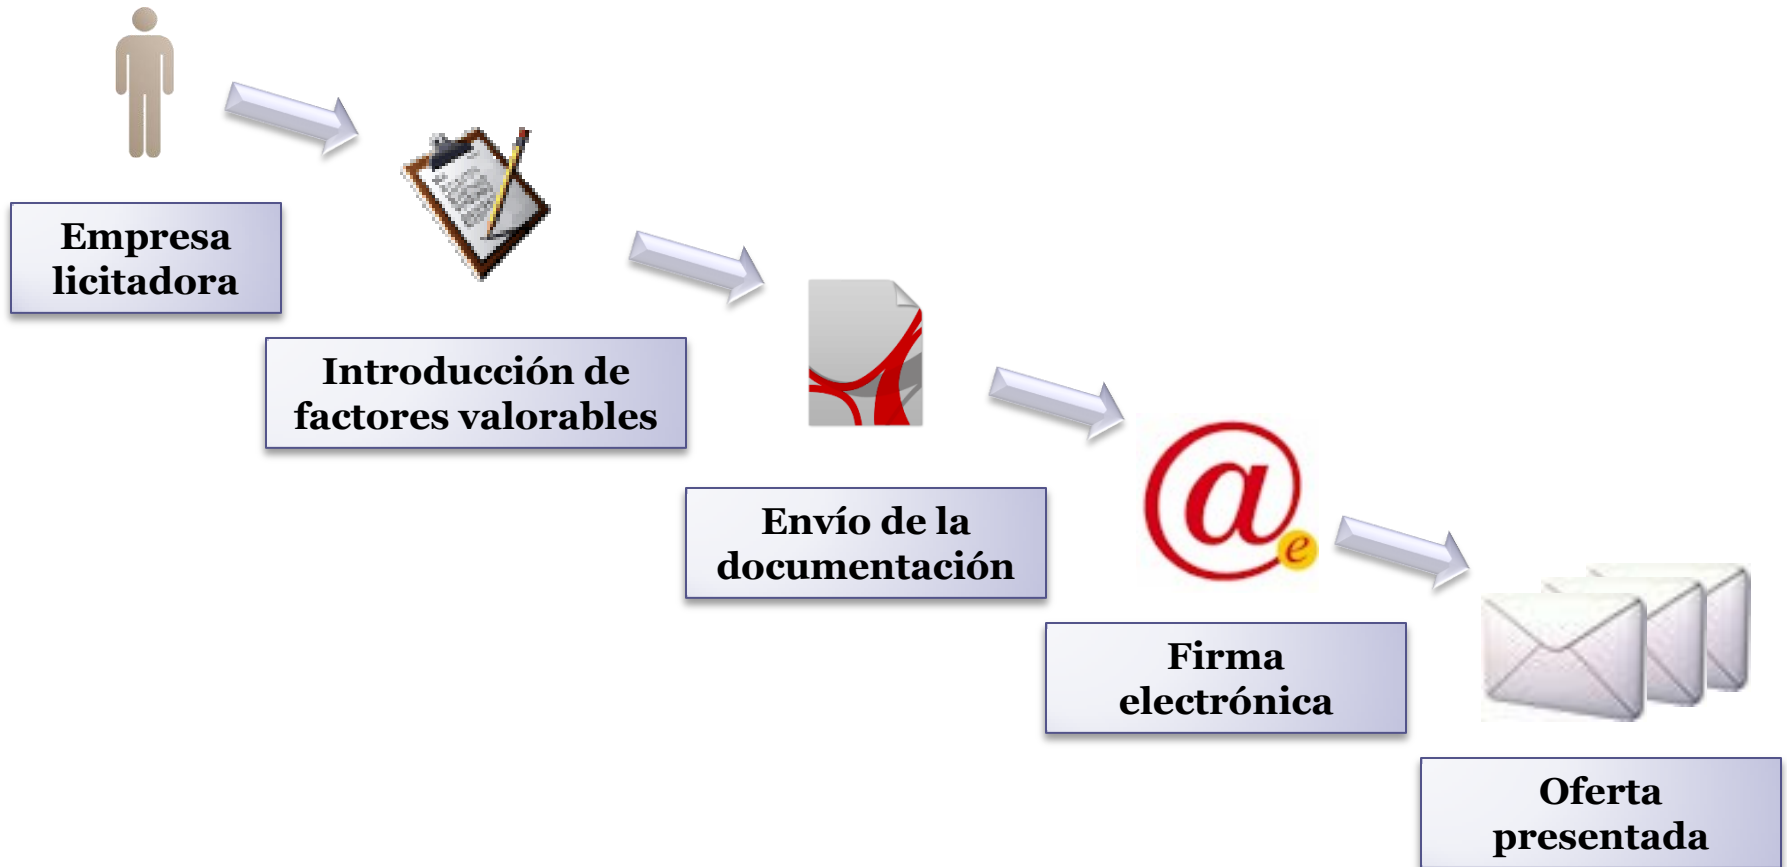 Empresa
licitadora
Introducción de
factores valorables
Envío de la
documentación
@
e
Firma
electrónica
Oferta
presentada